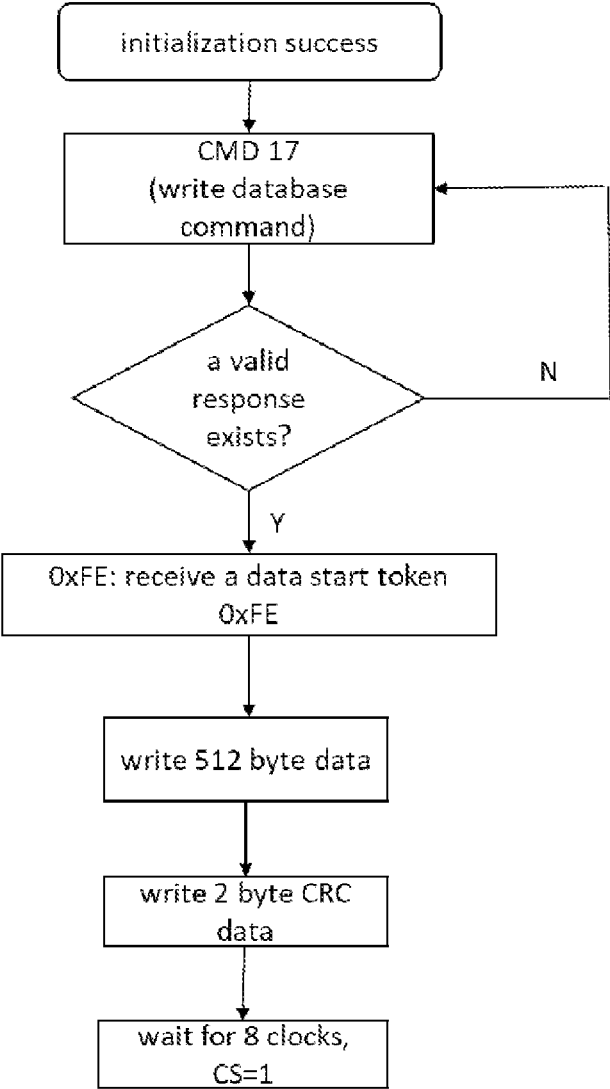 initialization success
CMD 17
(write database
command)
a valid
response
exists?
N
Y
0xFE: receive a data start token
0xFE
write 512 byte data
write 2 byte CRC
data
wait for 8 clocks,
CS=1